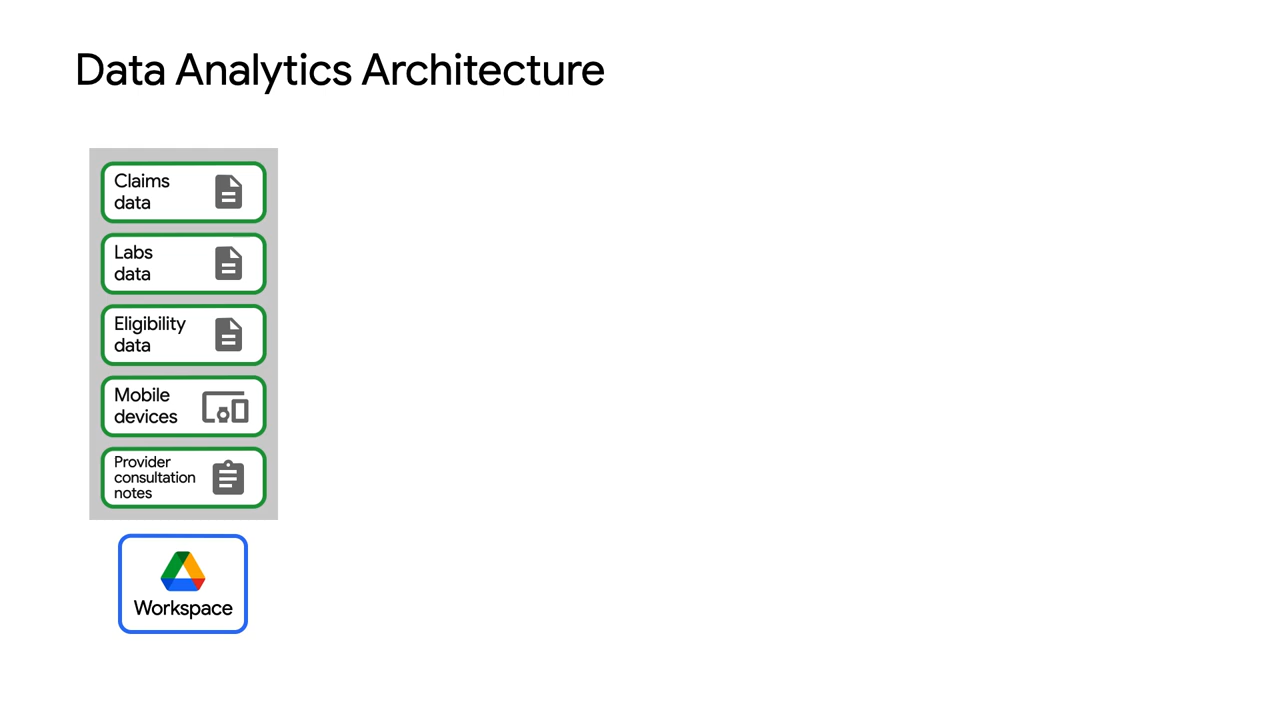 Data Analytics Architecture
Claims
data
Labs
data
Eligibility
data
Mobile
devices
Provider
consultation
notes
Workspace